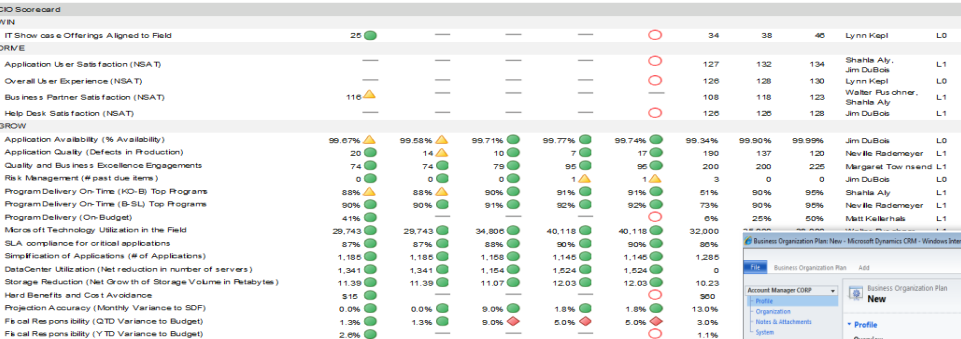 CIO Scorecard
WIN
IT Show case Offerings Aligned to Field 25 — — — 34 38 46 Lynn Kepl L0
DRIVE
Application User Satisfaction (NSAT) — — — — 127 132 134 Shahla Aly, Jim DuBois L1
Overall User Experience (NSAT) — — — — 126 128 130 Lynn Kepl L0
Business Partner Satisfaction (NSAT) 116 — — — — 108 118 123 Walter Puschner, Shahla Aly L1
Help Desk Satisfaction (NSAT) — — — — 126 126 128 Jim DuBois L1
GROW
Application Availability (% Availability) 99.67% 99.58% 99.71% 99.77% 99.74% 99.34% 99.90% 99.99% Jim DuBois L0
Application Quality (Defects in Production) 20 14 10 7 17 190 137 120 Neville Rademeyer L1
Quality and Business Excellence Engagements 74 74 79 95 95 200 200 225 Margaret Tow nsend L1
Risk Management (# past due items) 0 0 0 1 1 3 0 0 Jim DuBois L0
Program Delivery On-Time (KO-B) Top Programs 88% 88% 90% 91% 91% 51% 90% 95% Shahla Aly L1
Program Delivery On-Time (B-SL) Top Programs 90% 90% 91% 92% 92% 73% 90% 95% Neville Rademeyer L1
Program Delivery (On-Budget) 41% — — — 6% 25% 50% Matt Kellerhals L1
Microsoft Technology Utilization in the Field 29,743 29,743 34,806 40,118 40,118 32,000
SLA compliance for critical applications 87% 87% 88% 90% 90% 86%
Simplification of Applications (# of Applications) 1,185 1,185 1,158 1,145 1,145 1,285
DataCenter Utilization (Net reduction in number of servers) 1,341 1,341 1,154 1,524 1,524 0
Storage Reduction (Net Growth of Storage Volume in Petabytes) 11.39 11.39 11.07 12.03 12.03 10.23
Hard Benefits and Cost Avoidance $15 — — — $60
Projection Accuracy (Monthly Variance to SDF) 0.0% 0.0% 9.0% 1.8% 1.8% 13.0%
Fiscal Responsibility (QTD Variance to Budget) 1.3% 1.3% 9.0% 5.0% 5.0% 3.0%
Fiscal Responsibility (YTD Variance to Budget) 2.6% — — — 1.1%
Business Organization Plan: New - Microsoft Dynamics CRM - Windows Inter
File Business Organization Plan Add
Account Manager CORP
Profile
Organization
Notes & Attachments
System
Business Organization Plan
New
Profile